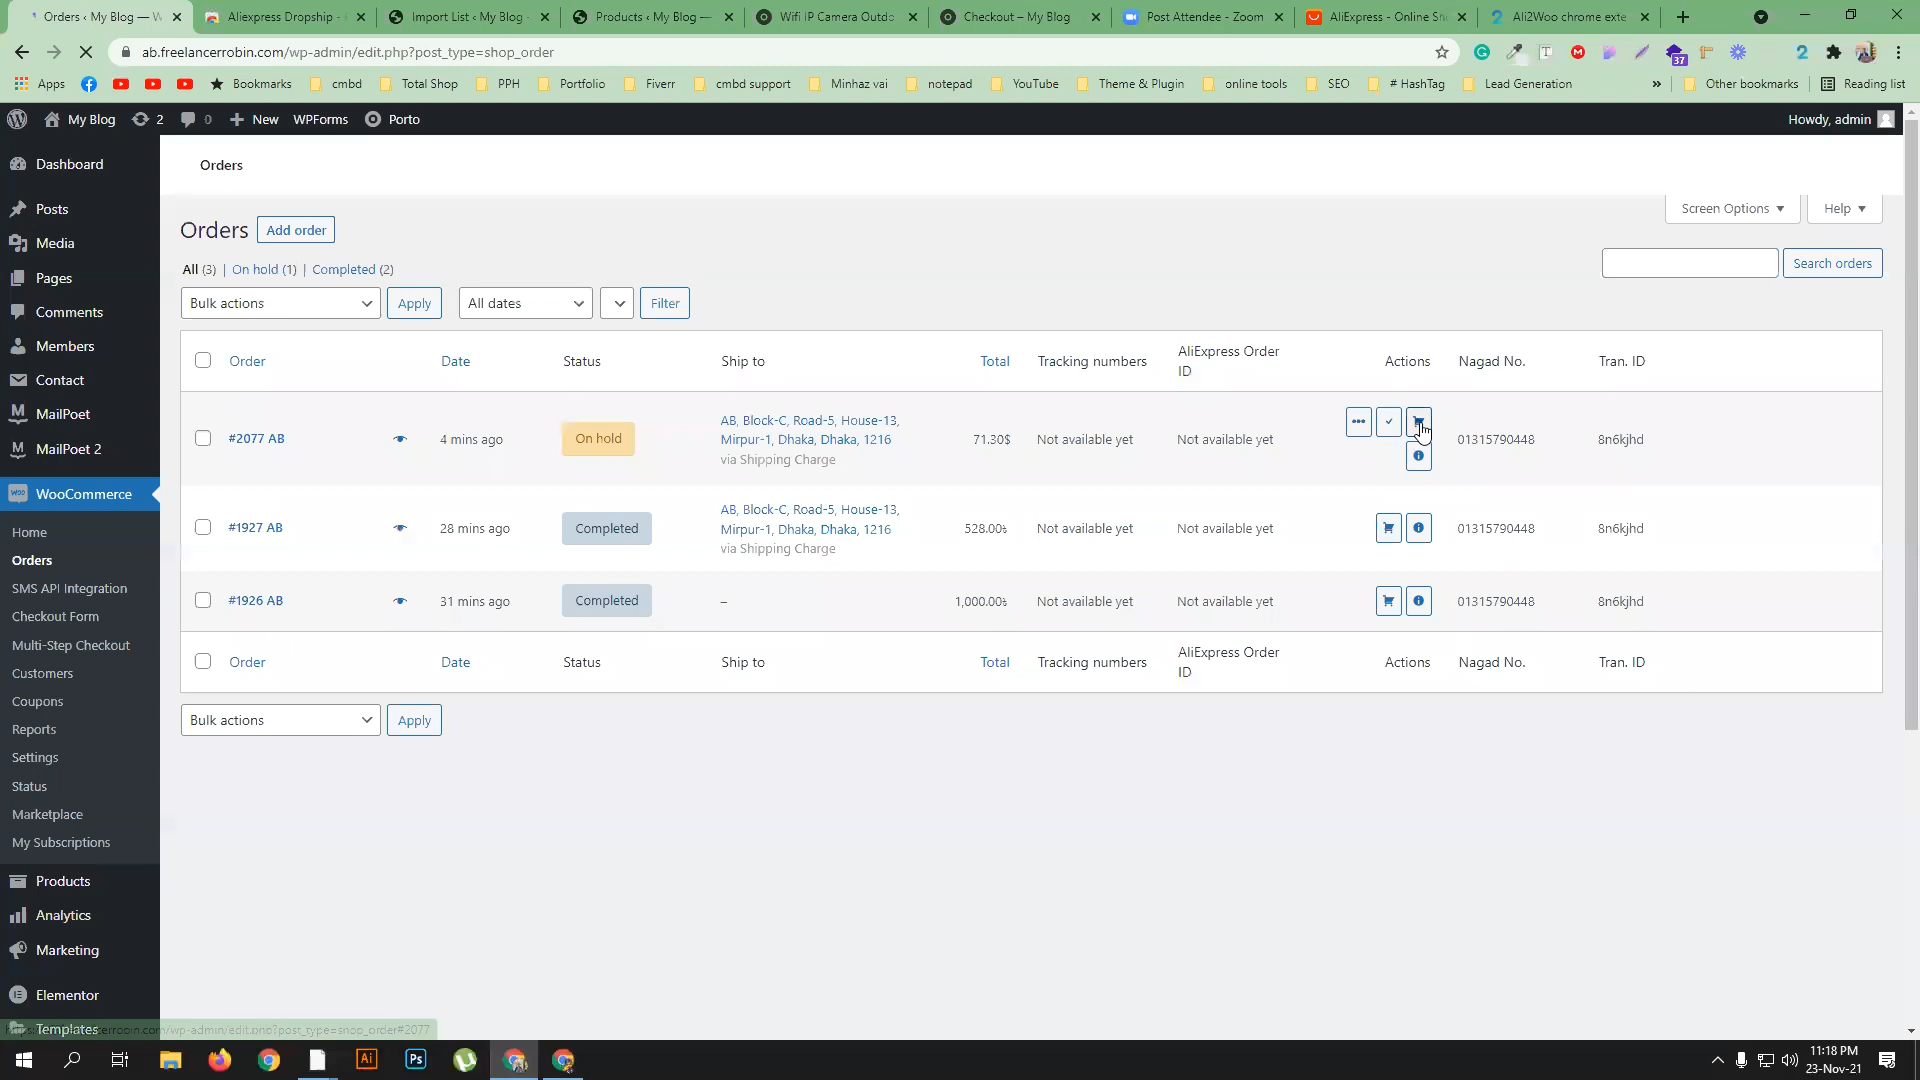 Orders ‹ My Blog — W
Aliexpress Dropship -
Import List ‹ My Blog -
Products ‹ My Blog —
Wifi IP Camera Outdo
Checkout – My Blog
Post Attendee - Zoom
AliExpress - Online Sh
Ali2Woo chrome exte
ab.freelancerrobin.com/wp-admin/edit.php?post_type=shop_order
37
Apps
Bookmarks
cmbd
Total Shop
PPH
Portfolio
Fiverr
cmbd support
Minhaz vai
notepad
YouTube
Theme & Plugin
online tools
SEO
# HashTag
Lead Generation
»
Other bookmarks
Reading list
My Blog
2
0
New
WPForms
Porto
Howdy, admin
Dashboard
Posts
Media
Pages
Comments
Members
Contact
MailPoet
MailPoet 2
WooCommerce
Home
Orders
SMS API Integration
Checkout Form
Multi-Step Checkout
Customers
Coupons
Reports
Settings
Status
Marketplace
My Subscriptions
Products
Analytics
Marketing
Elementor
Templates
Orders
Screen Options
Help
Orders
Add order
All (3) | On hold (1) | Completed (2)
Search orders
Bulk actions
Apply
All dates
Filter
Order
Date
Status
Ship to
Total
Tracking numbers
AliExpress Order
ID
Actions
Nagad No.
Tran. ID
#2077 AB
4 mins ago
On hold
AB, Block-C, Road-5, House-13,
Mirpur-1, Dhaka, Dhaka, 1216
via Shipping Charge
71.30$
Not available yet
Not available yet
01315790448
8n6kjhd
#1927 AB
28 mins ago
Completed
AB, Block-C, Road-5, House-13,
Mirpur-1, Dhaka, Dhaka, 1216
via Shipping Charge
528.00৳
Not available yet
Not available yet
01315790448
8n6kjhd
#1926 AB
31 mins ago
Completed
–
1,000.00৳
Not available yet
Not available yet
01315790448
8n6kjhd
Order
Date
Status
Ship to
Total
Tracking numbers
AliExpress Order
ID
Actions
Nagad No.
Tran. ID
Bulk actions
Apply
Ai
Ps
11:18 PM
23-Nov-21